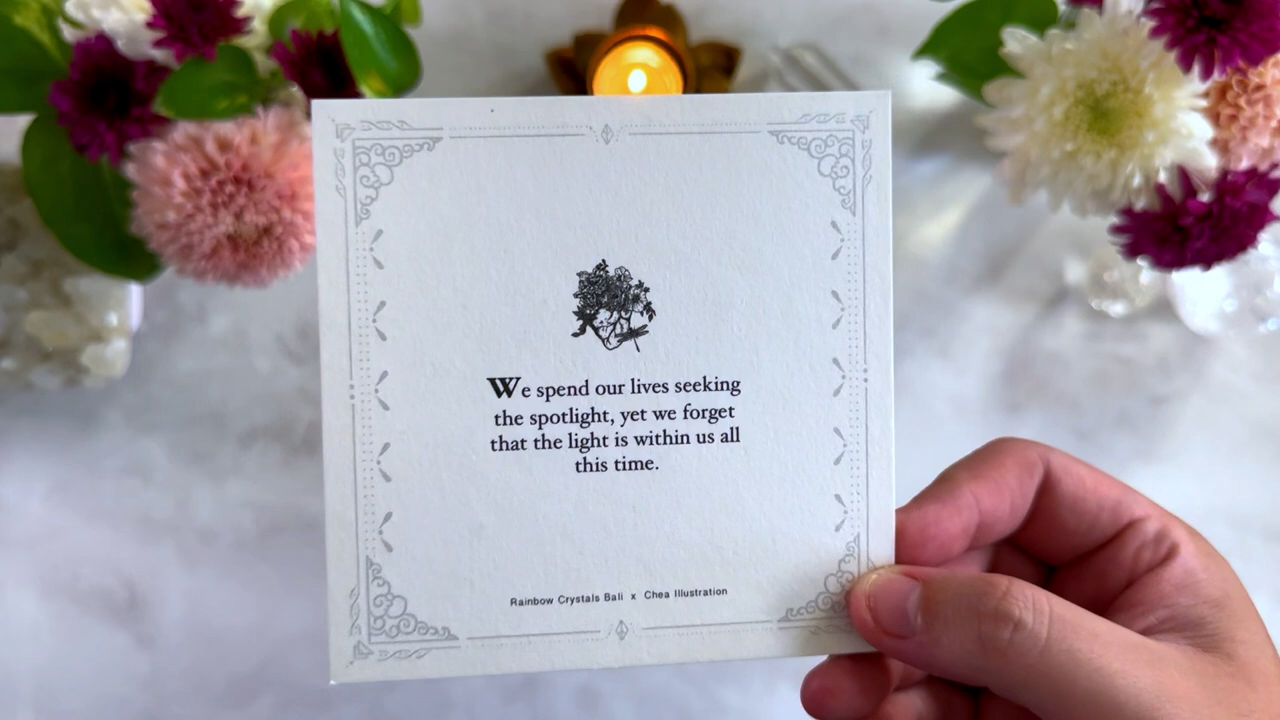 We spend our lives seeking
the spotlight, yet we forget
that the light is within us all
this time.
Rainbow Crystals Bali x Chea Illustration